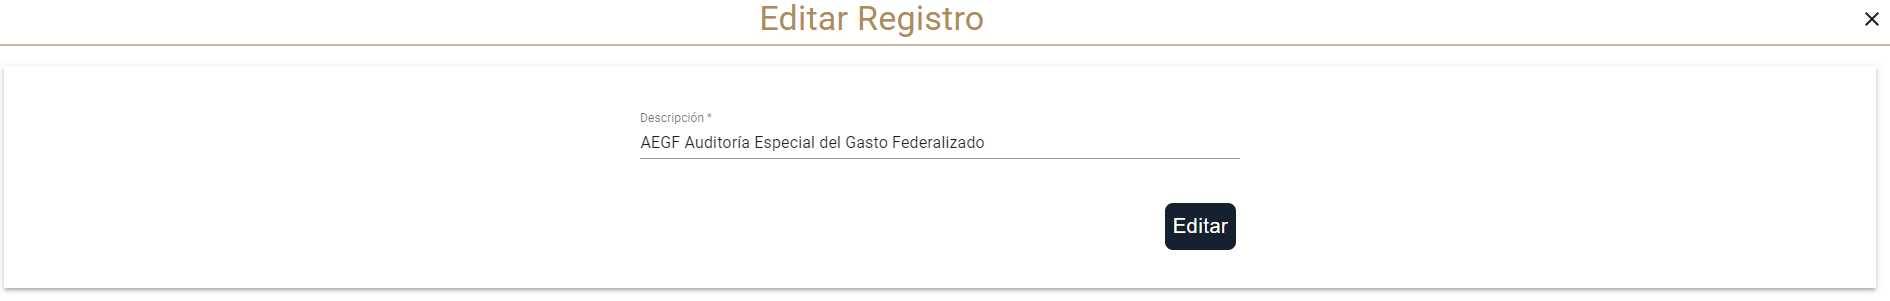 Editar Registro
Descripción *
AEGF Auditoría Especial del Gasto Federalizado
Editar